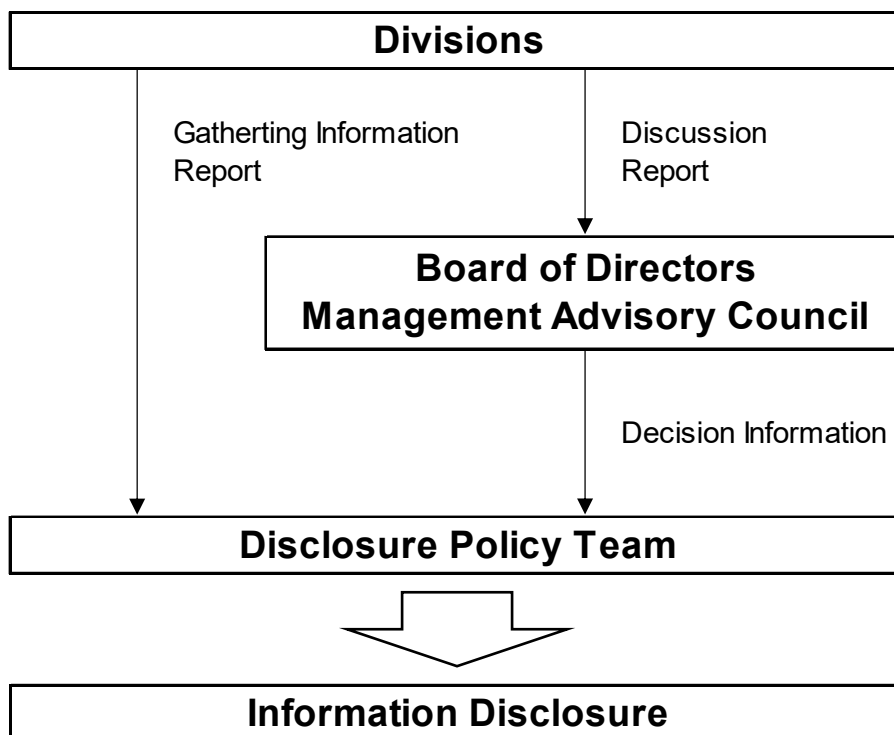 Divisions
Gatherting Information
Report
Discussion
Report
Board of Directors
Management Advisory Council
Decision Information
Disclosure Policy Team
Information Disclosure